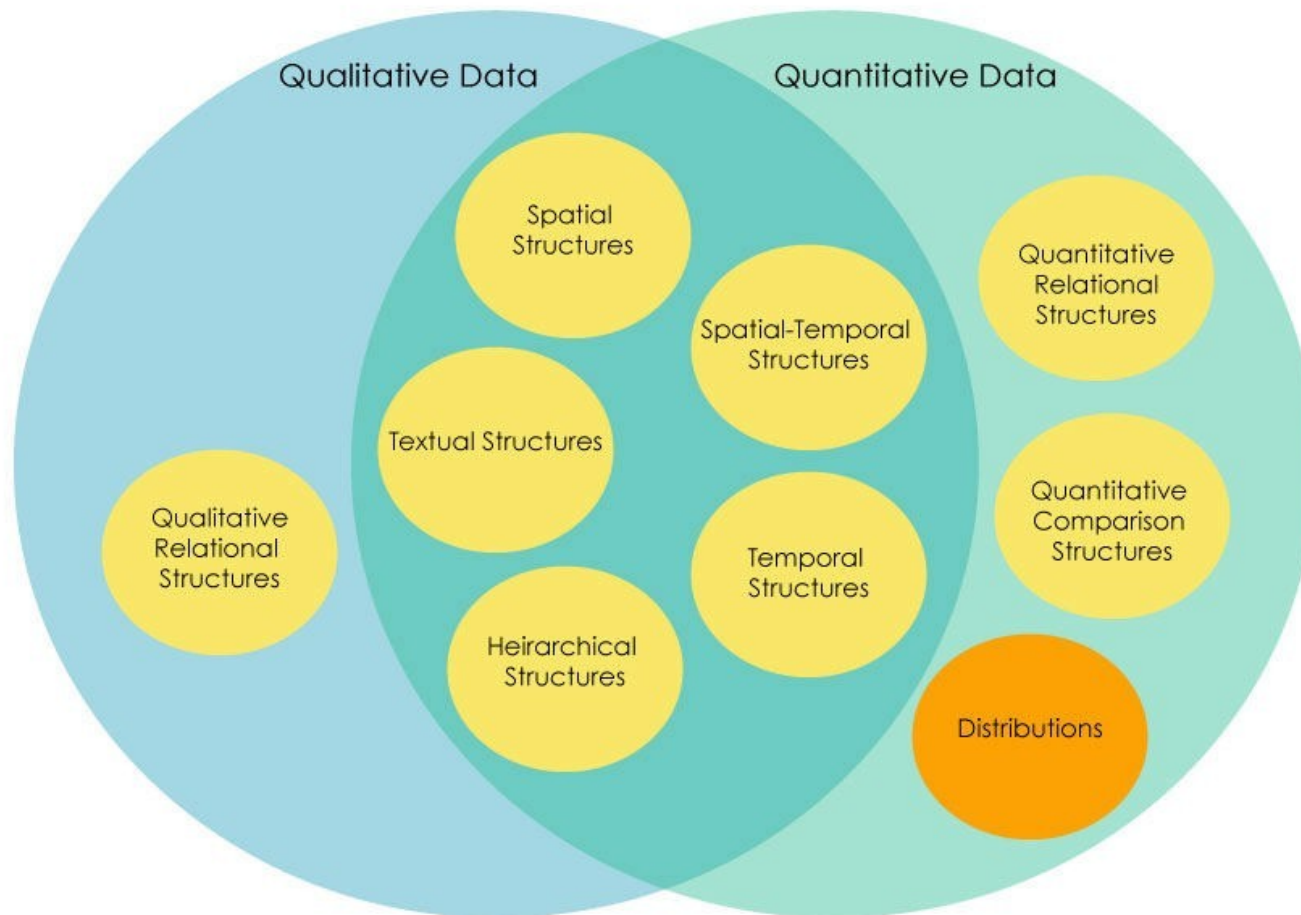 Qualitative Data
Quantitative Data
Spatial
Structures
Spatial-Temporal
Structures
Quantitative
Relational
Structures
Textual Structures
Qualitative
Relational
Structures
Quantitative
Comparison
Structures
Temporal
Structures
Heirarchical
Structures
Distributions